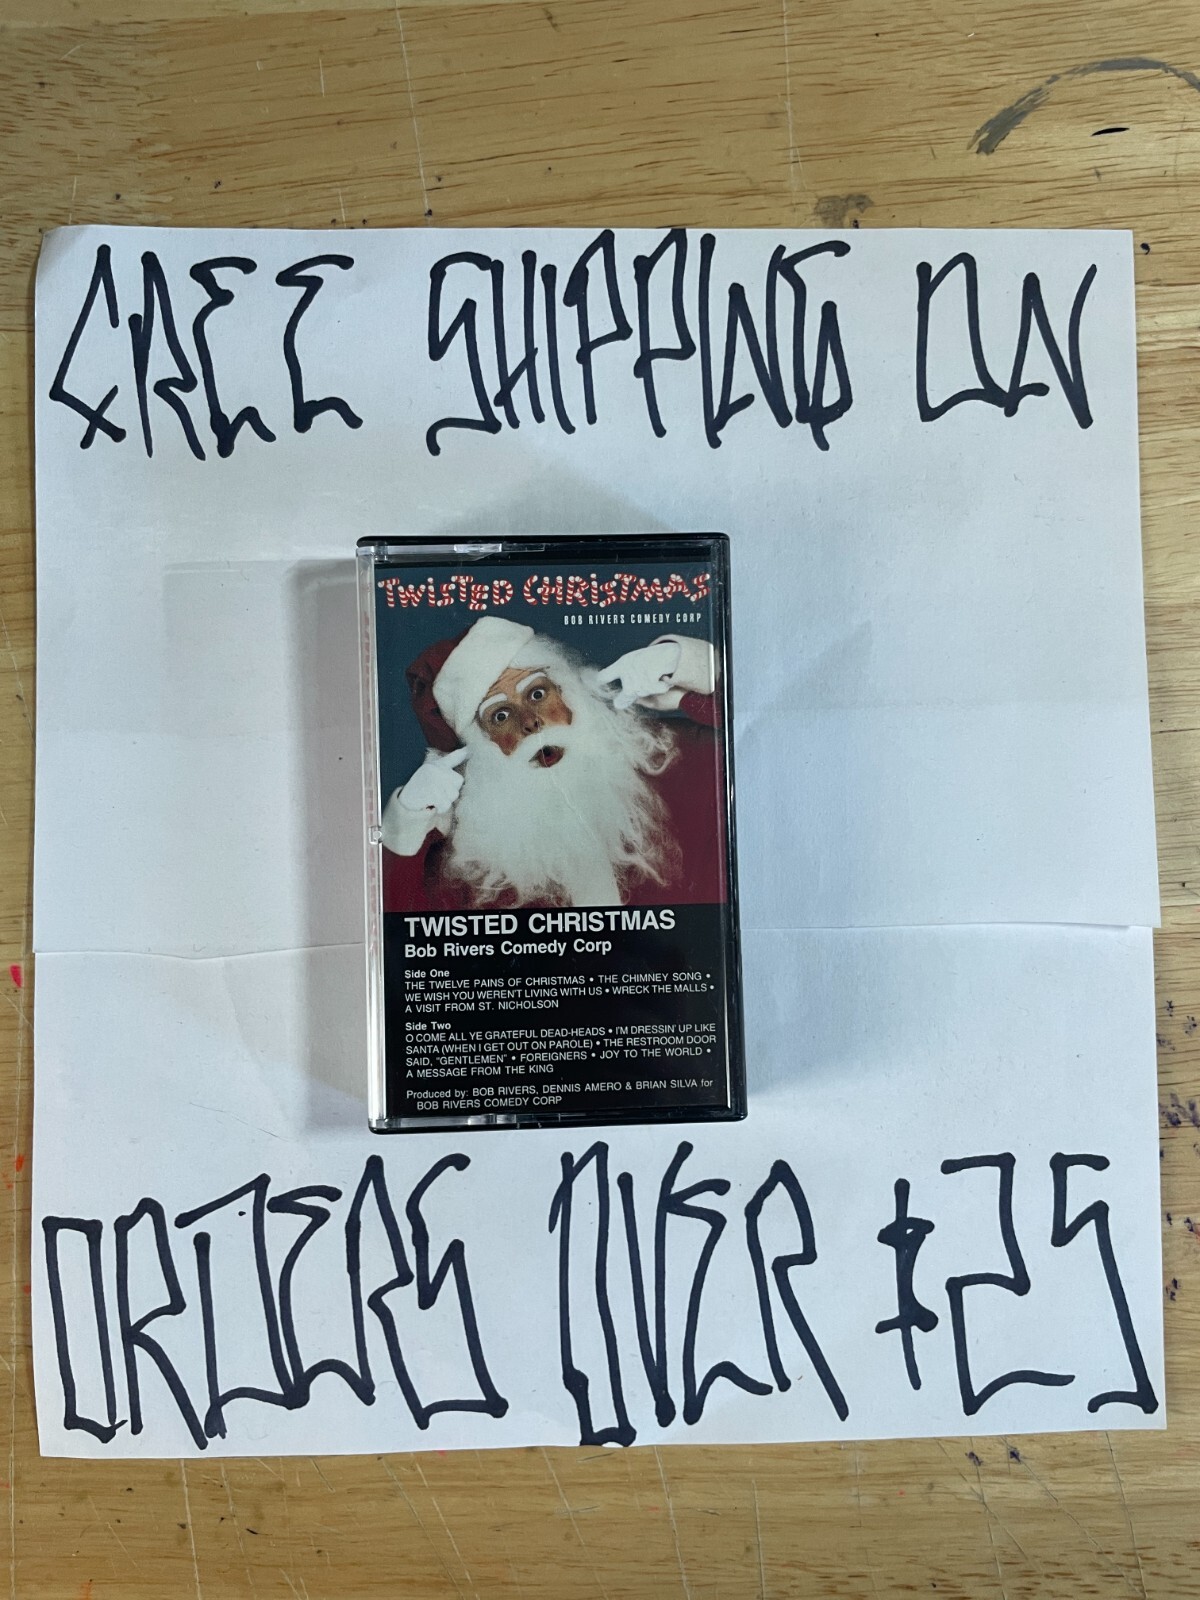 FREE SHIPPING ON
TWISTED CHRISTMAS
BOB RIVERS COMEDY CORP
TWISTED CHRISTMAS
Bob Rivers Comedy Corp
Side One
THE TWELVE PAINS OF CHRISTMAS • THE CHIMNEY SONG •
WE WISH YOU WEREN'T LIVING WITH US • WRECK THE MALLS •
A VISIT FROM ST. NICHOLSON
Side Two
O COME ALL YE GRATEFUL DEAD-HEADS • I'M DRESSIN' UP LIKE
SANTA (WHEN I GET OUT ON PAROLE) • THE RESTROOM DOOR
SAID, "GENTLEMEN" • FOREIGNERS • JOY TO THE WORLD •
A MESSAGE FROM THE KING
Produced by: BOB RIVERS, DENNIS AMERO & BRIAN SILVA for
BOB RIVERS COMEDY CORP
ORDERS OVER $25